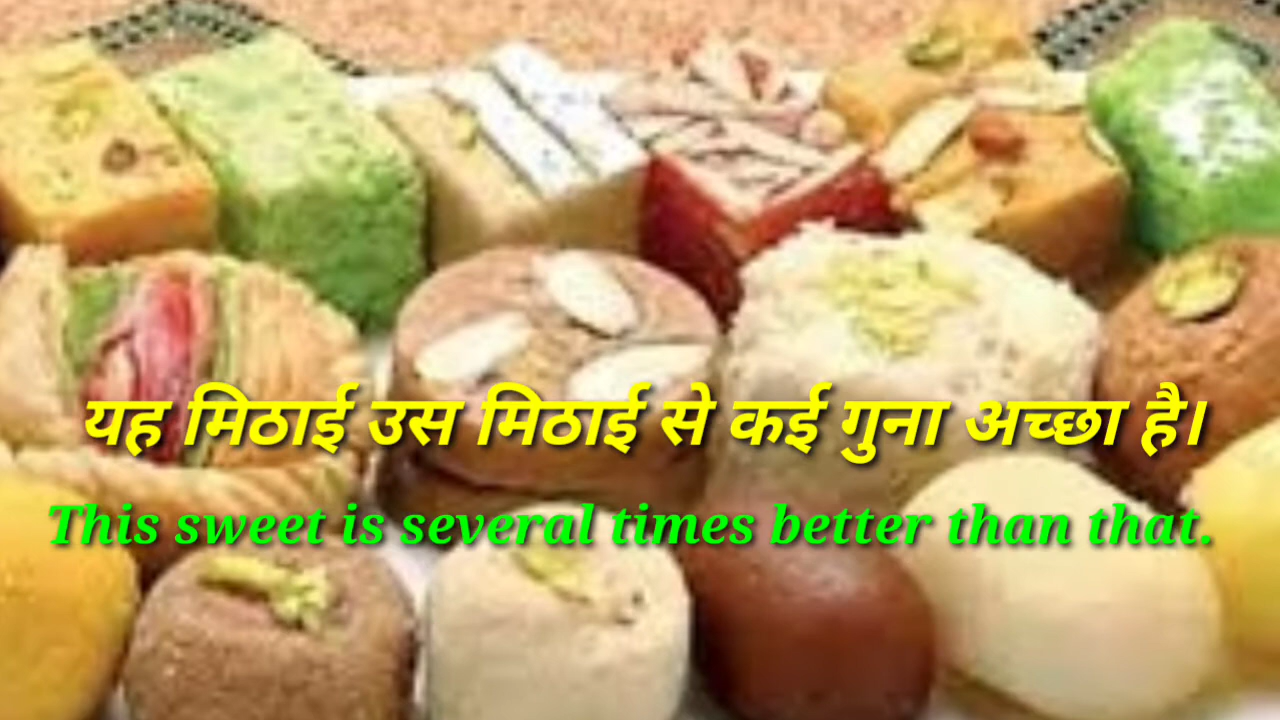 यह मिठाई उस मिठाई से कई गुना अच्छा है।
This sweet is several times better than that.